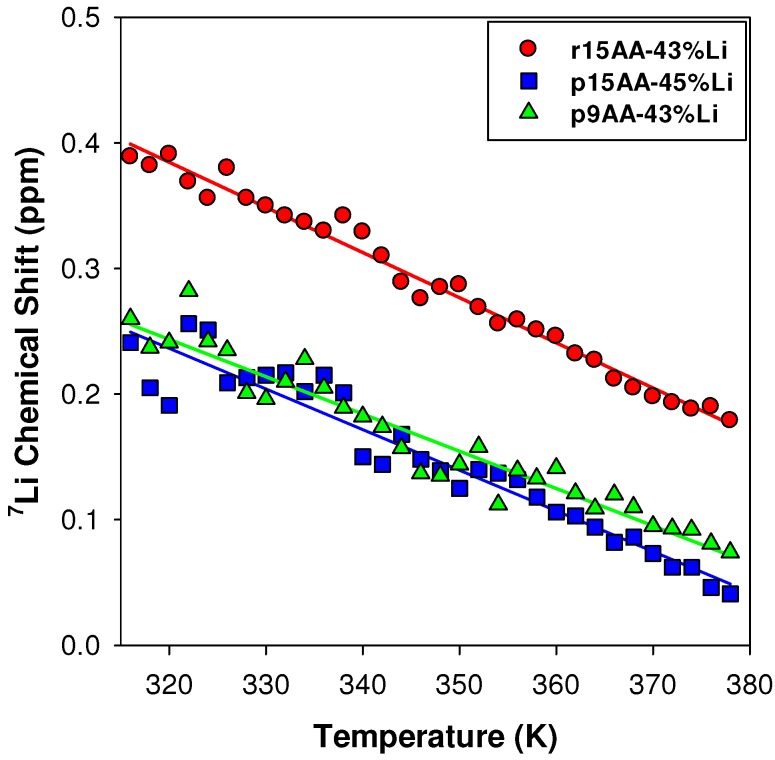 0.5
0.4
0.3
0.2
0.1
0.0
⁷Li Chemical Shift (ppm)
r15AA-43%Li
p15AA-45%Li
p9AA-43%Li
320 330 340 350 360 370 380
Temperature (K)